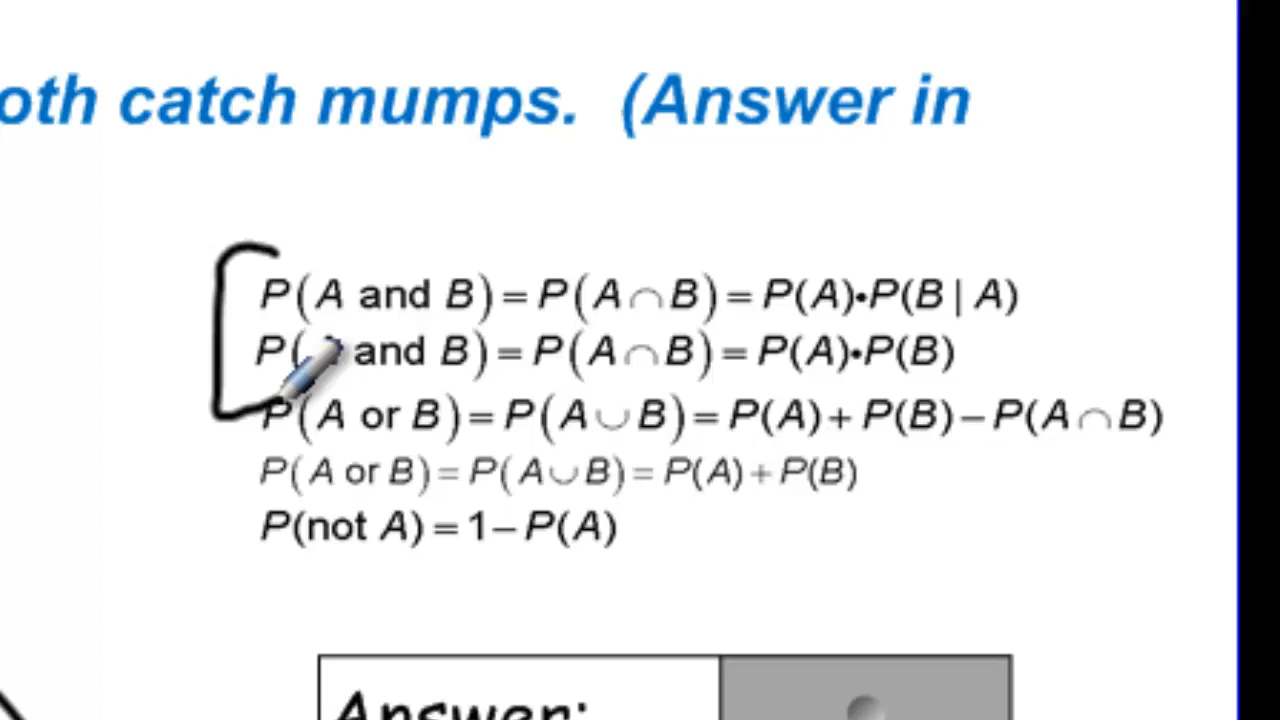 oth catch mumps. (Answer in
P(A and B) = P(A ∩ B) = P(A)•P(B | A)
P( and B) = P(A ∩ B) = P(A)•P(B)
P(A or B) = P(A ∪ B) = P(A) + P(B) – P(A ∩ B)
P(A or B) = P(A ∪ B) = P(A) + P(B)
P(not A) = 1 – P(A)
Answer: